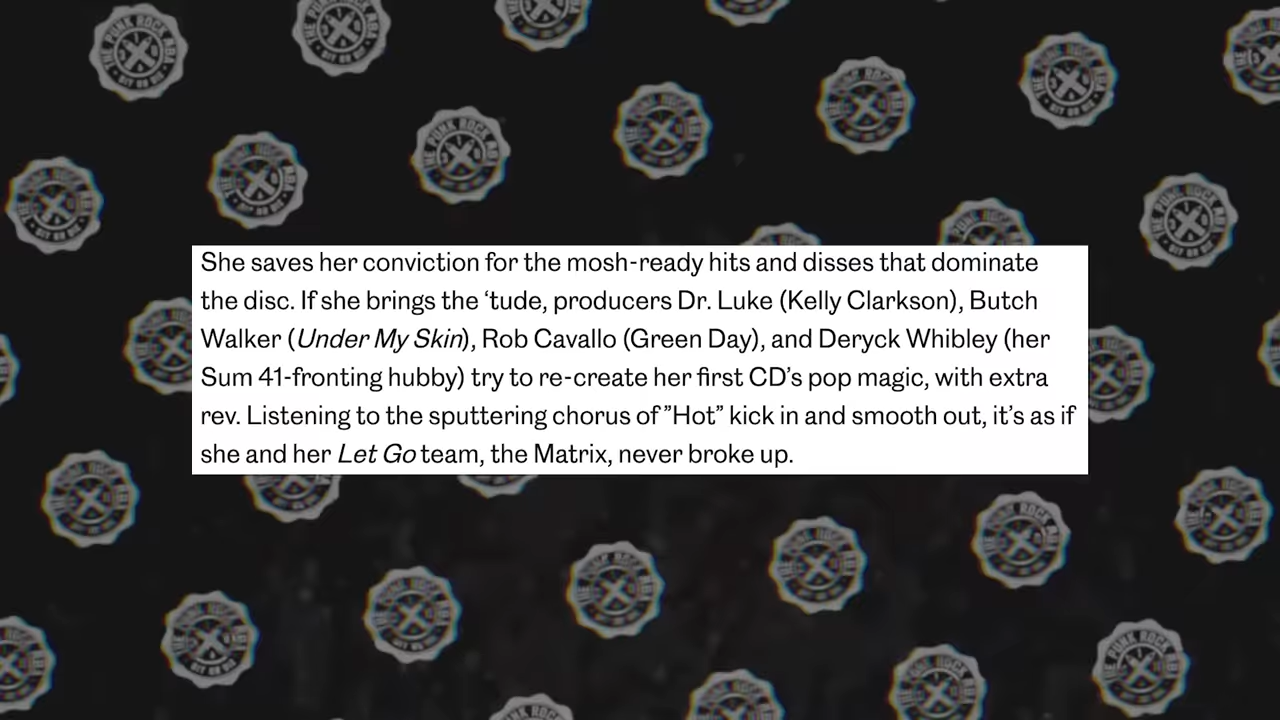 She saves her conviction for the mosh-ready hits and disses that dominate
the disc. If she brings the ‘tude, producers Dr. Luke (Kelly Clarkson), Butch
Walker (Under My Skin), Rob Cavallo (Green Day), and Deryck Whibley (her
Sum 41-fronting hubby) try to re-create her first CD’s pop magic, with extra
rev. Listening to the sputtering chorus of ”Hot” kick in and smooth out, it’s as if
she and her Let Go team, the Matrix, never broke up.